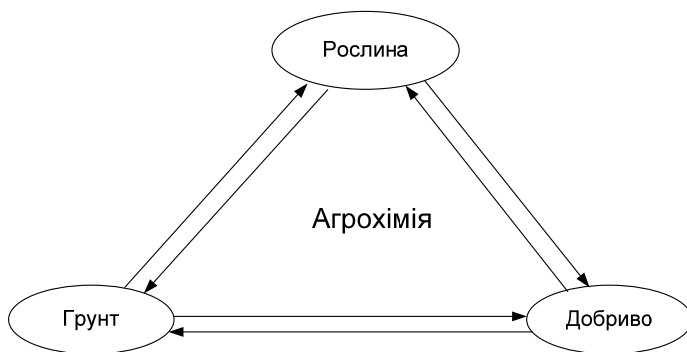 Рослина
Агрохімія
Грунт
Добриво